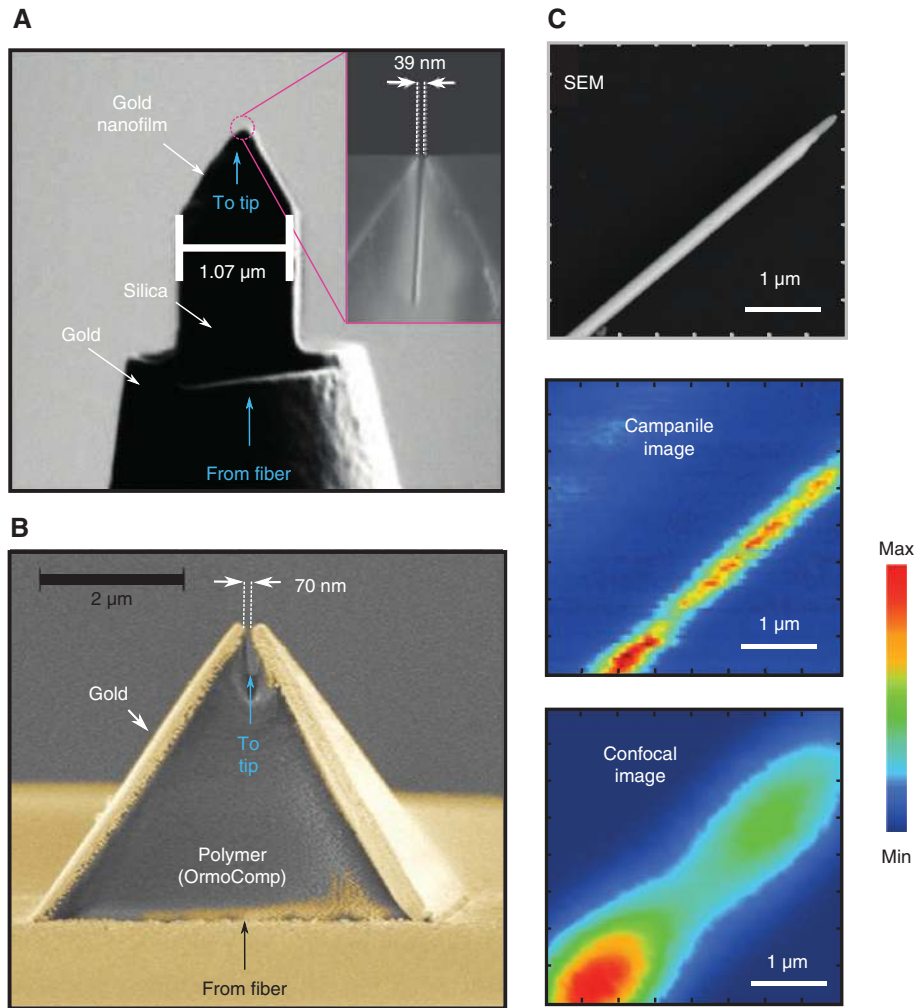 A
39 nm
Gold
nanofilm
To tip
1.07 µm
Silica
Gold
From fiber
B
2 µm
70 nm
Gold
To
tip
Polymer
(OrmoComp)
From fiber
C
SEM
1 µm
Campanile
image
1 µm
Max
Min
Confocal
image
1 µm